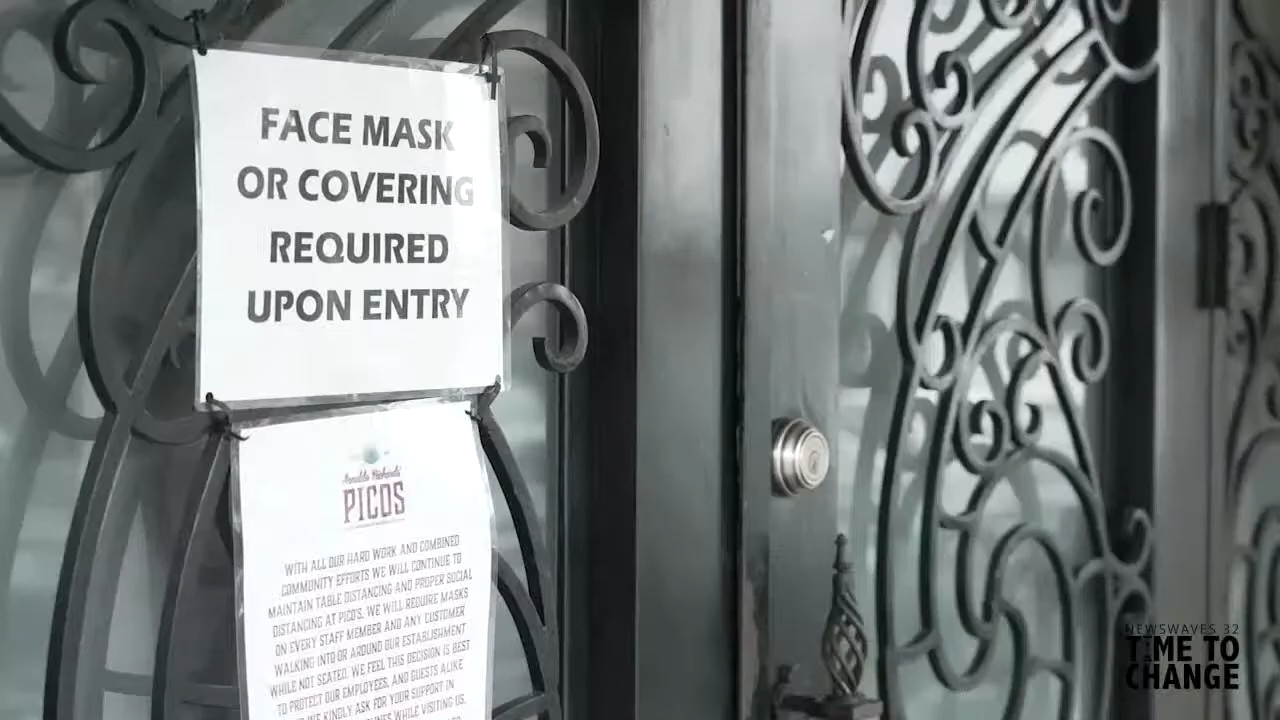 FACE MASK
OR COVERING
REQUIRED
UPON ENTRY
Arnaldo Richards'
PICOS
WITH ALL OUR HARD WORK AND COMBINED
COMMUNITY EFFORTS WE WILL CONTINUE TO
MAINTAIN TABLE DISTANCING AND PROPER SOCIAL
DISTANCING AT PICO'S. WE WILL REQUIRE MASKS
ON EVERY STAFF MEMBER AND ANY CUSTOMER
WALKING INTO OR AROUND OUR ESTABLISHMENT
WHILE NOT SEATED. WE FEEL THIS DECISION IS BEST
TO PROTECT OUR EMPLOYEES, AND GUESTS ALIKE
WE KINDLY ASK FOR YOUR SUPPORT IN
WHILE VISITING US.
NEWSWAVES 32
TIME TO
CHANGE